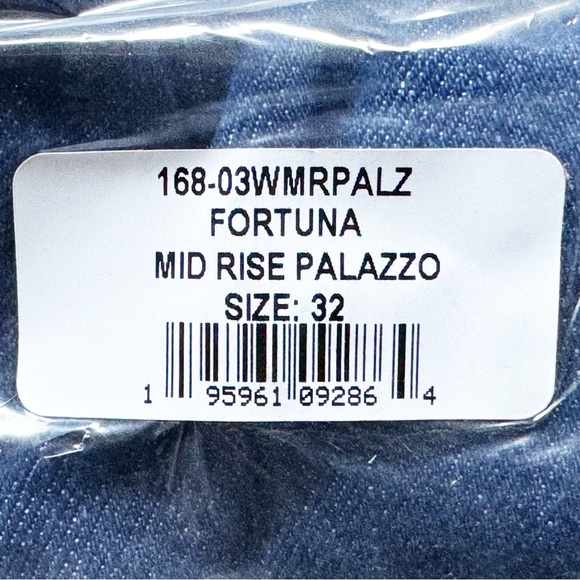 168-03WMRPALZ
FORTUNA
MID RISE PALAZZO
SIZE: 32
1 95961 09286 4